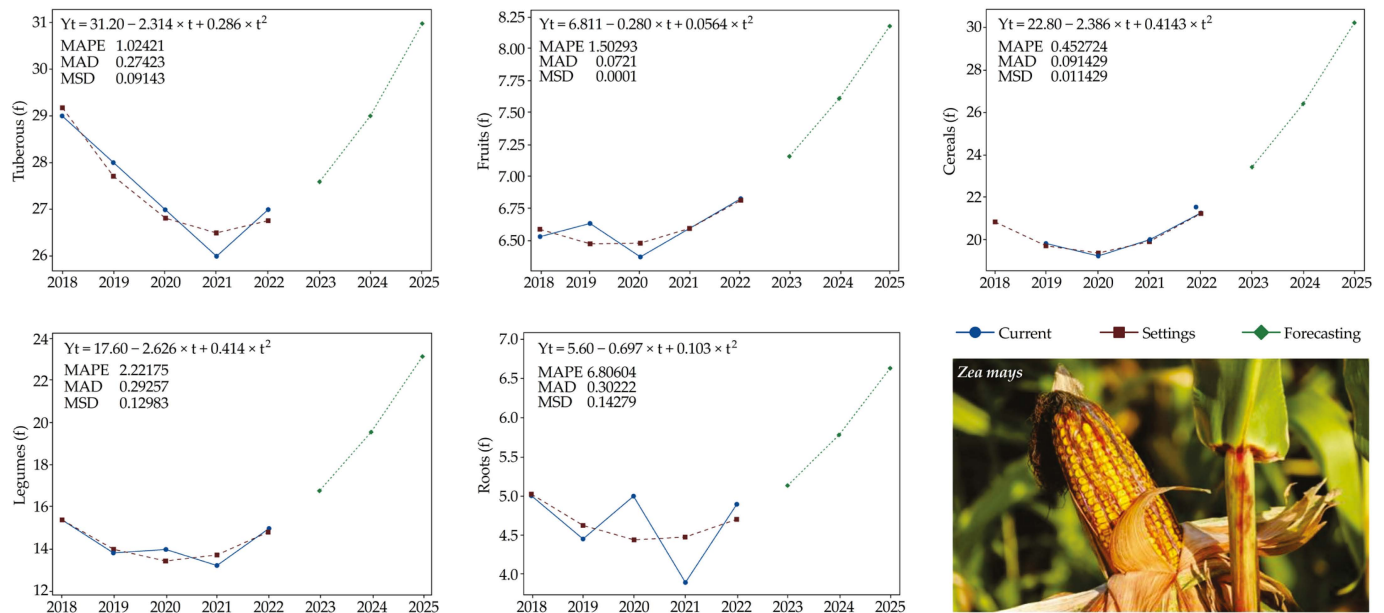 Yt = 31.20 − 2.314 × t + 0.286 × t²
MAPE 1.02421
MAD 0.27423
MSD 0.09143
Tuberous (f)
31
30
29
28
27
26
2018 2019 2020 2021 2022 2023 2024 2025
Yt = 6.811 − 0.280 × t + 0.0564 × t²
MAPE 1.50293
MAD 0.0721
MSD 0.0001
Fruits (f)
8.25
8.00
7.75
7.50
7.25
7.00
6.75
6.50
2018 2019 2020 2021 2022 2023 2024 2025
Yt = 22.80 − 2.386 × t + 0.4143 × t²
MAPE 0.452724
MAD 0.091429
MSD 0.011429
Cereals (f)
30
28
26
24
22
20
2018 2019 2020 2021 2022 2023 2024 2025
Yt = 17.60 − 2.626 × t + 0.414 × t²
MAPE 2.22175
MAD 0.29257
MSD 0.12983
Legumes (f)
24
22
20
18
16
14
12
2018 2019 2020 2021 2022 2023 2024 2025
Yt = 5.60 − 0.697 × t + 0.103 × t²
MAPE 6.80604
MAD 0.30222
MSD 0.14279
Roots (f)
7.0
6.5
6.0
5.5
5.0
4.5
4.0
2018 2019 2020 2021 2022 2023 2024 2025
Current Settings Forecasting
Zea mays